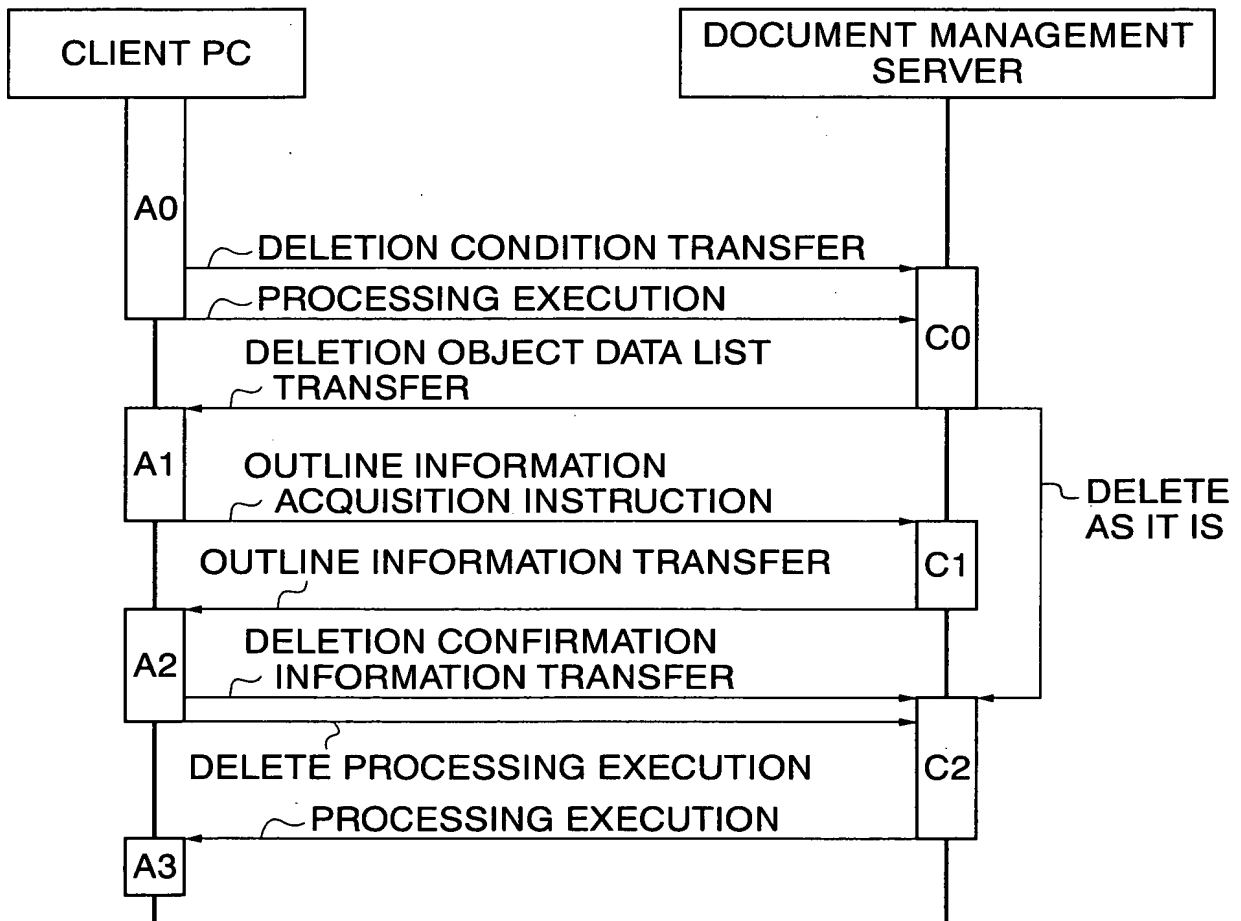 CLIENT PC
DOCUMENT MANAGEMENT
SERVER
A0
DELETION CONDITION TRANSFER
PROCESSING EXECUTION
C0
DELETION OBJECT DATA LIST
TRANSFER
A1
OUTLINE INFORMATION
ACQUISITION INSTRUCTION
DELETE
AS IT IS
OUTLINE INFORMATION TRANSFER
C1
DELETION CONFIRMATION
INFORMATION TRANSFER
A2
DELETE PROCESSING EXECUTION
C2
PROCESSING EXECUTION
A3